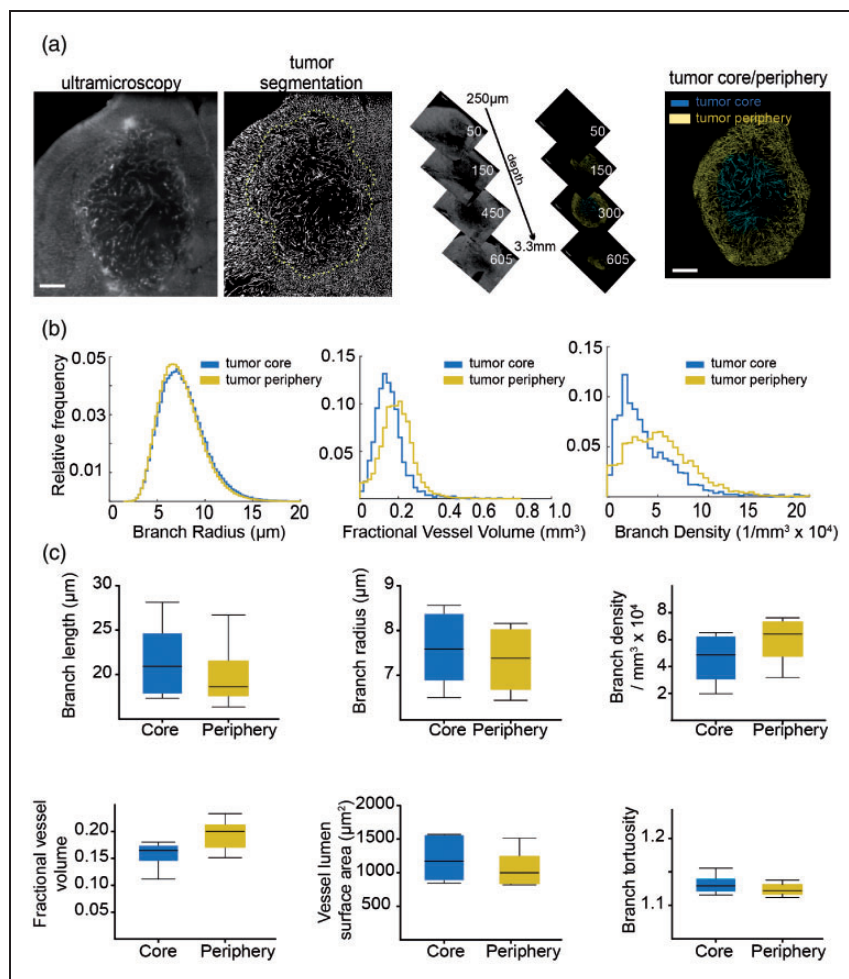 (a)
ultramicroscopy
tumor
segmentation
250µm
50
150
450
605
depth
3.3mm
50
150
300
605
tumor core/periphery
tumor core
tumor periphery
(b)
Relative frequency
0.05
0.03
0.01
tumor core
tumor periphery
0
5
10
15
20
Branch Radius (µm)
0.15
0.10
0.05
tumor core
tumor periphery
0
0.2
0.4
0.6
0.8
1.0
Fractional Vessel Volume (mm³)
0.15
0.10
0.05
tumor core
tumor periphery
0
5
10
15
20
Branch Density (1/mm³ x 10⁴)
(c)
Branch length (µm)
30
25
20
Core
Periphery
Branch radius (µm)
9
8
7
Core
Periphery
Branch density
/ mm³ x 10⁴
8
6
4
2
Core
Periphery
Fractional vessel
volume
0.20
0.15
0.05
Core
Periphery
Vessel lumen
surface area (µm²)
2000
1500
1000
500
Core
Periphery
Branch tortuosity
1.2
1.1
Core
Periphery